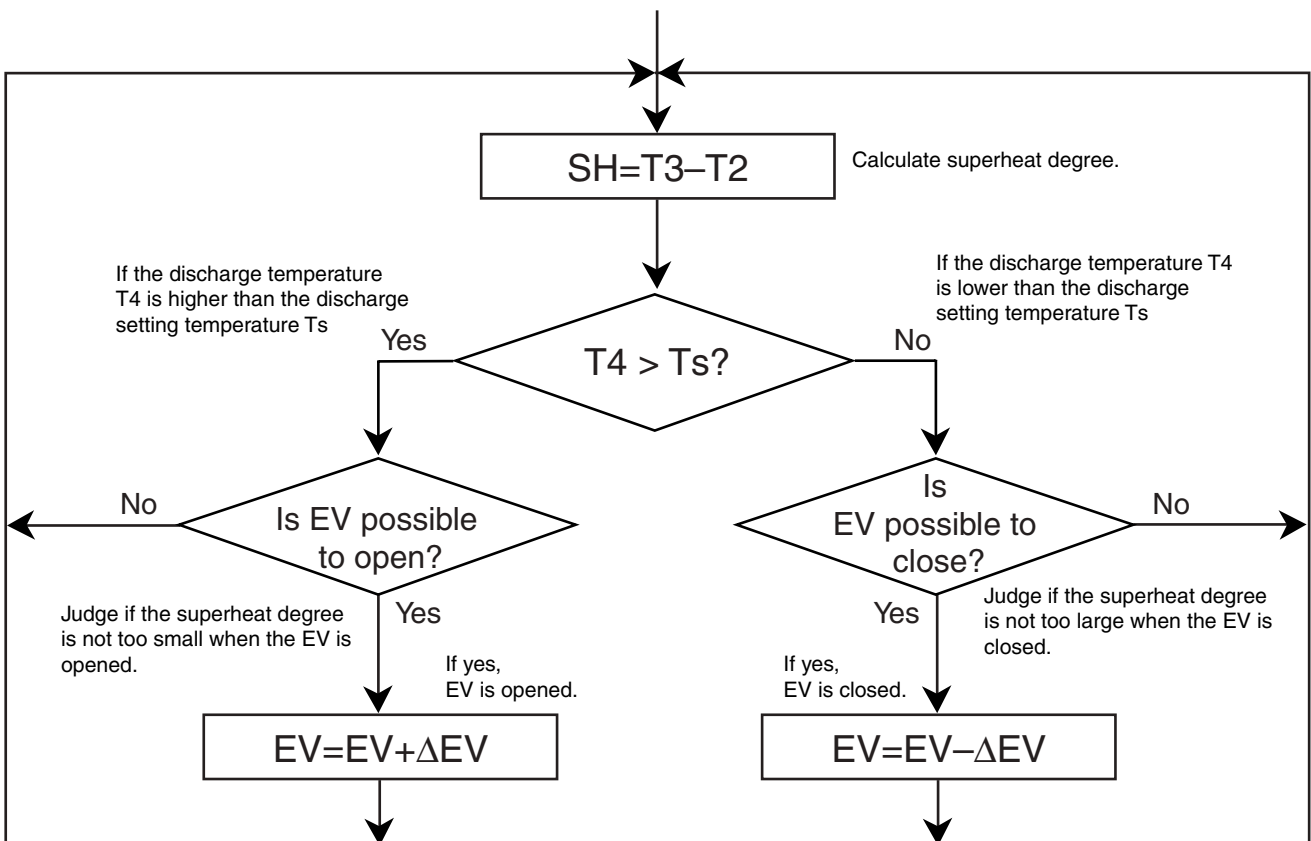 SH=T3–T2
Calculate superheat degree.
If the discharge temperature
T4 is higher than the discharge
setting temperature Ts
If the discharge temperature T4
is lower than the discharge
setting temperature Ts
Yes
T4 > Ts?
No
No
Is EV possible
to open?
Is
EV possible to
close?
No
Judge if the superheat degree
is not too small when the EV is
opened.
Yes
Yes
Judge if the superheat degree
is not too large when the EV is
closed.
If yes,
EV is opened.
If yes,
EV is closed.
EV=EV+ΔEV
EV=EV–ΔEV